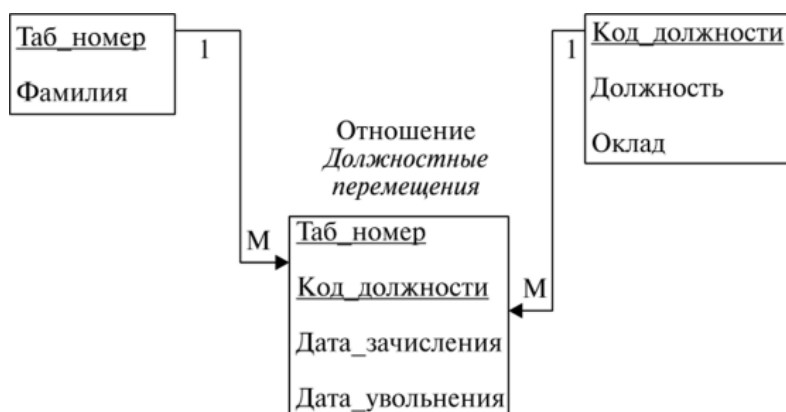 Таб_номер
Фамилия
1
1
Код_должности
Должность
Оклад
Отношение
Должностные
перемещения
М
М
Таб_номер
Код_должности
Дата_зачисления
Дата_увольнения